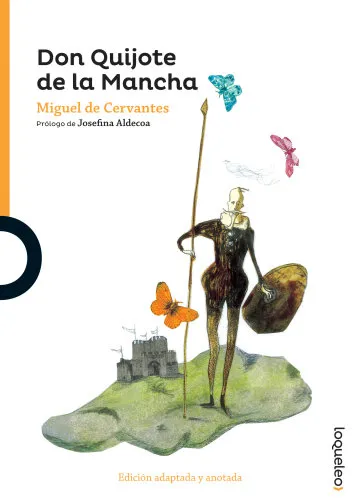 Don Quijote
de la Mancha
Miguel de Cervantes
Prólogo de Josefina Aldecoa
Edición adaptada y anotada
loqueleo